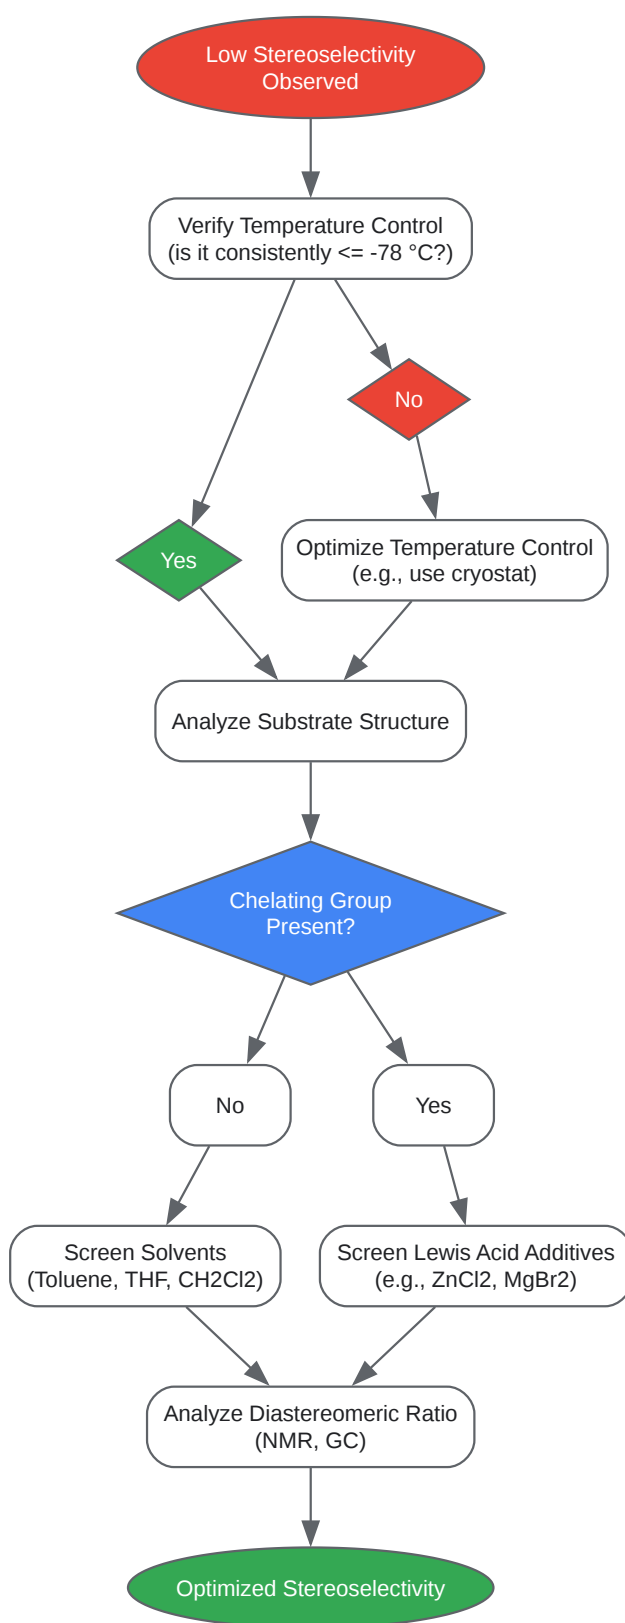 Low Stereoselectivity
Observed
Verify Temperature Control
(is it consistently <= -78 °C?)
No
Yes
Optimize Temperature Control
(e.g., use cryostat)
Analyze Substrate Structure
Chelating Group
Present?
No
Yes
Screen Solvents
(Toluene, THF, CH2Cl2)
Screen Lewis Acid Additives
(e.g., ZnCl2, MgBr2)
Analyze Diastereomeric Ratio
(NMR, GC)
Optimized Stereoselectivity